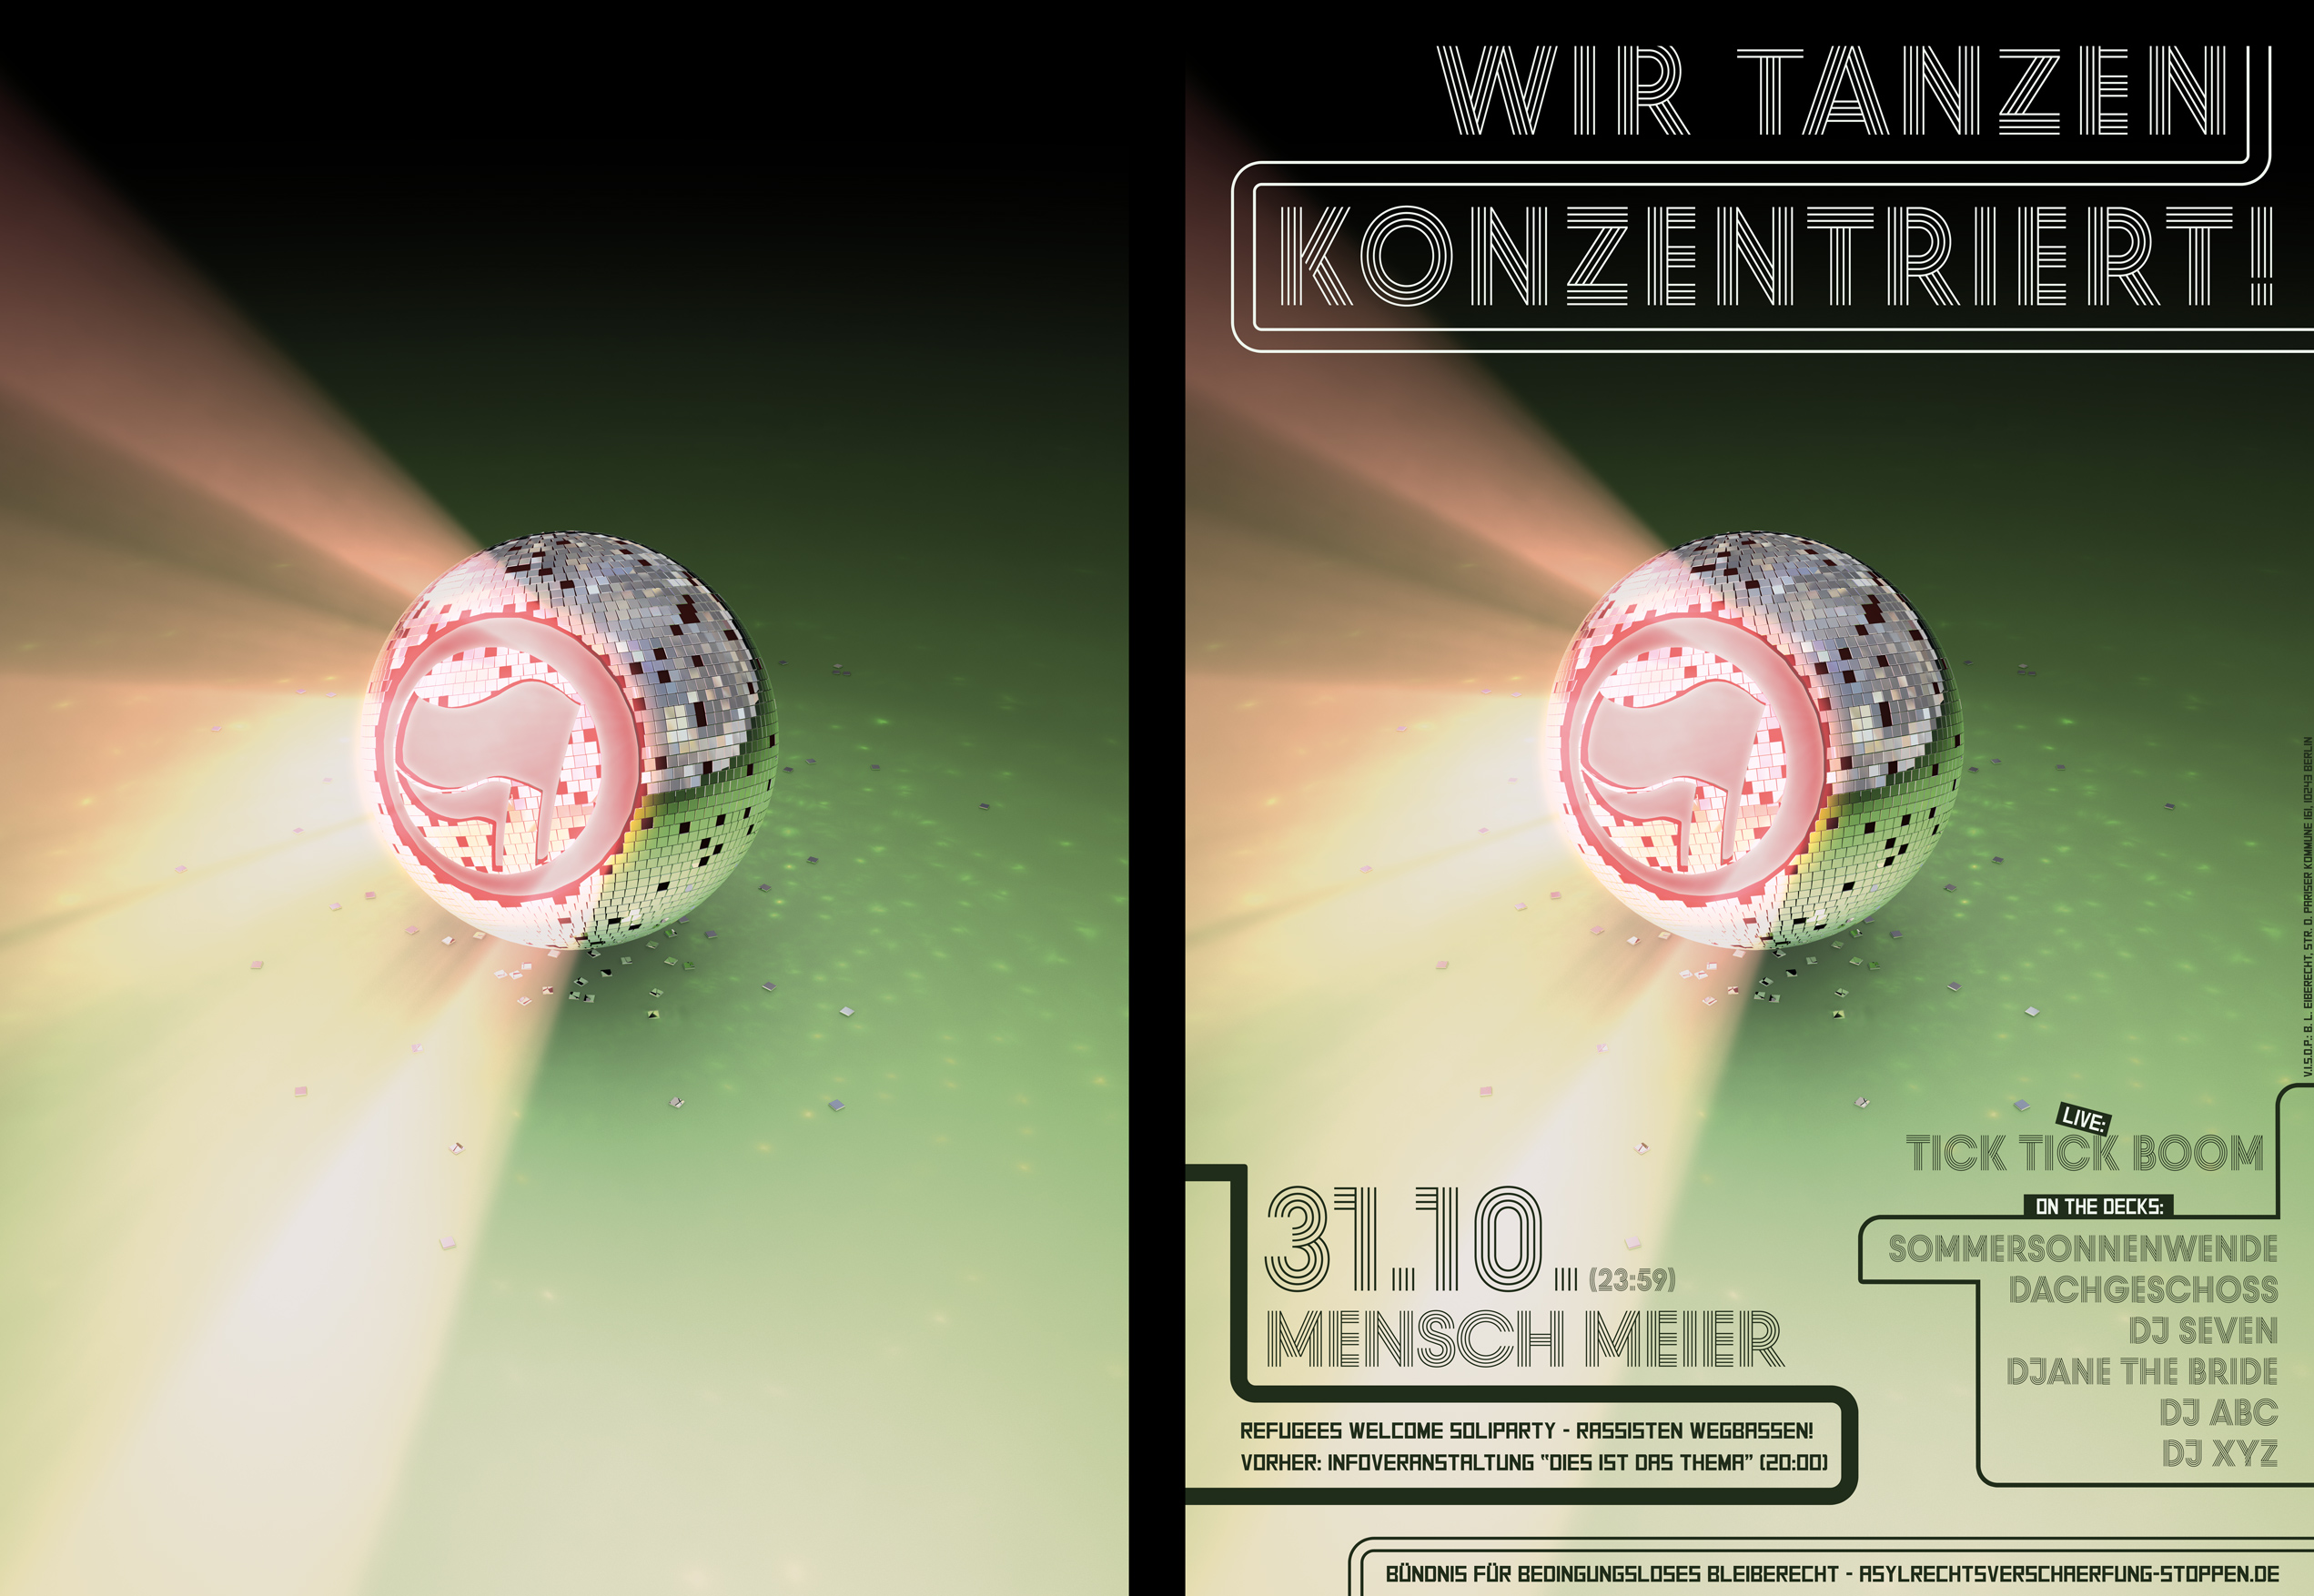 WIR TANZEN
KONZENTRIERT!
V.I.S.D.P.: B. L. EIBERECHT, STR. D. PARISER KOMMUNE 161, 10243 BERLIN
LIVE:
TICK TICK BOOM
ON THE DECKS:
SOMMERSONNENWENDE
DACHGESCHOSS
DJ SEVEN
DJANE THE BRIDE
DJ ABC
DJ XYZ
31.10. (23:59)
MENSCH MEIER
REFUGEES WELCOME SOLIPARTY - RASSISTEN WEGBASSEN!
VORHER: INFOVERANSTALTUNG "DIES IST DAS THEMA" (20:00)
BÜNDNIS FÜR BEDINGUNGSLOSES BLEIBERECHT - ASYLRECHTSVERSCHAERFUNG-STOPPEN.DE